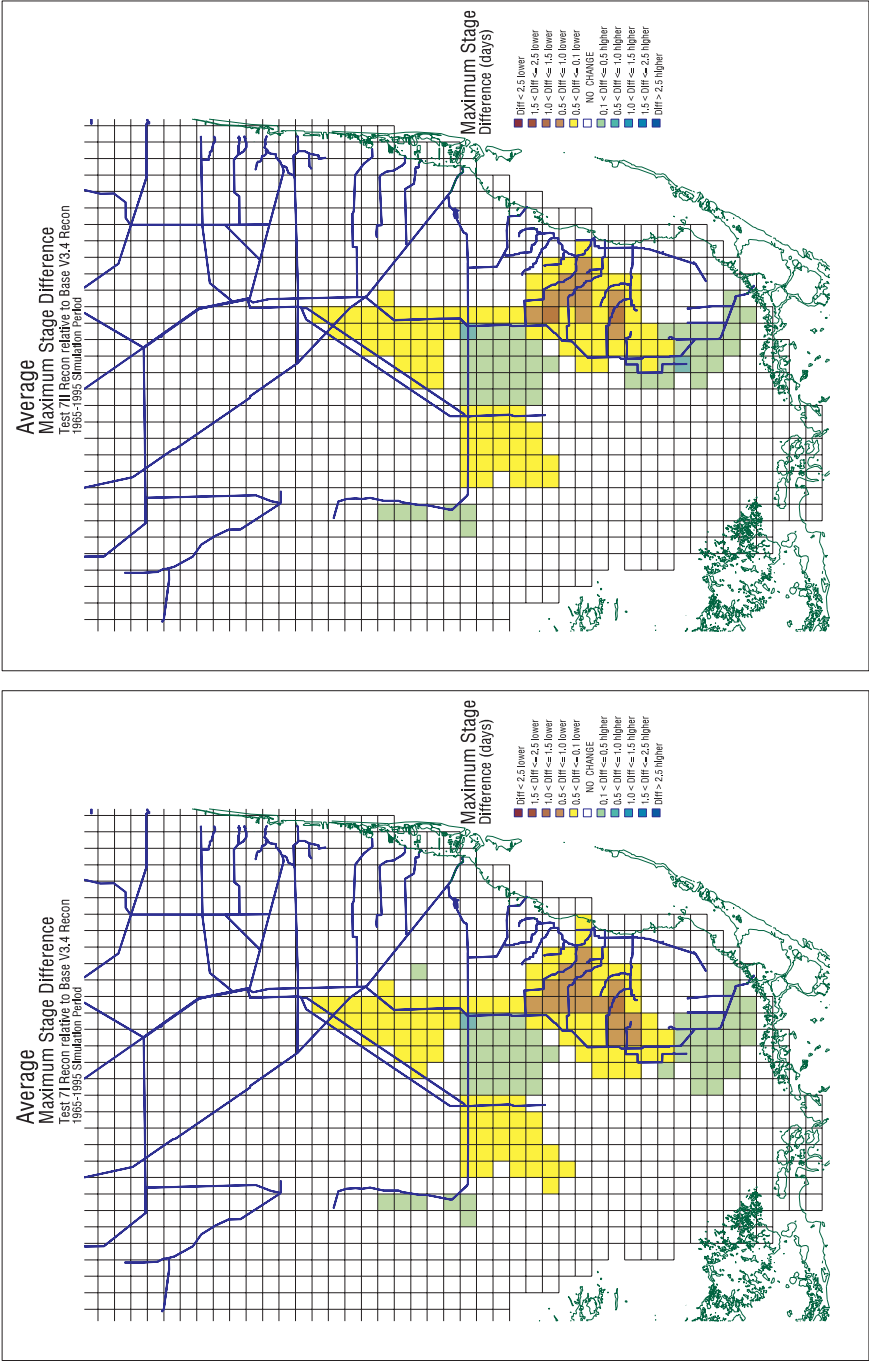 Average
Maximum Stage Difference
Test 7II Recon relative to Base V3.4 Recon
1965-1995 Simulation Period
Maximum Stage
Difference (days)
Diff < 2.5 lower
1.5 < Diff <= 2.5 lower
1.0 < Diff <= 1.5 lower
0.5 < Diff <= 1.0 lower
0.5 < Diff <= 0.1 lower
NO CHANGE
0.1 < Diff <= 0.5 higher
0.5 < Diff <= 1.0 higher
1.0 < Diff <= 1.5 higher
1.5 < Diff <= 2.5 higher
Diff > 2.5 higher
Average
Maximum Stage Difference
Test 7I Recon relative to Base V3.4 Recon
1965-1995 Simulation Period
Maximum Stage
Difference (days)
Diff < 2.5 lower
1.5 < Diff <= 2.5 lower
1.0 < Diff <= 1.5 lower
0.5 < Diff <= 1.0 lower
0.5 < Diff <= 0.1 lower
NO CHANGE
0.1 < Diff <= 0.5 higher
0.5 < Diff <= 1.0 higher
1.0 < Diff <= 1.5 higher
1.5 < Diff <= 2.5 higher
Diff > 2.5 higher